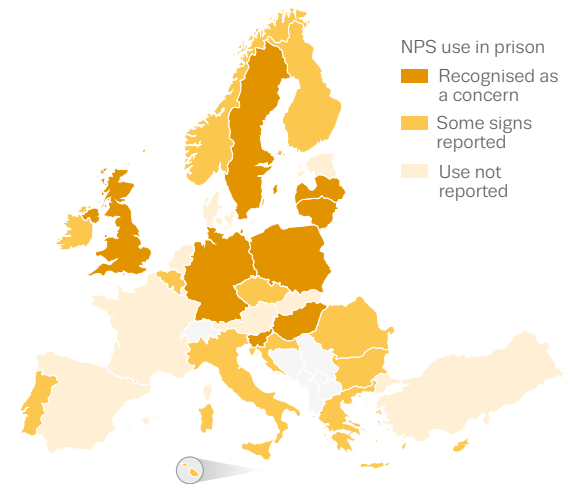 NPS use in prison
Recognised as
a concern
Some signs
reported
Use not
reported